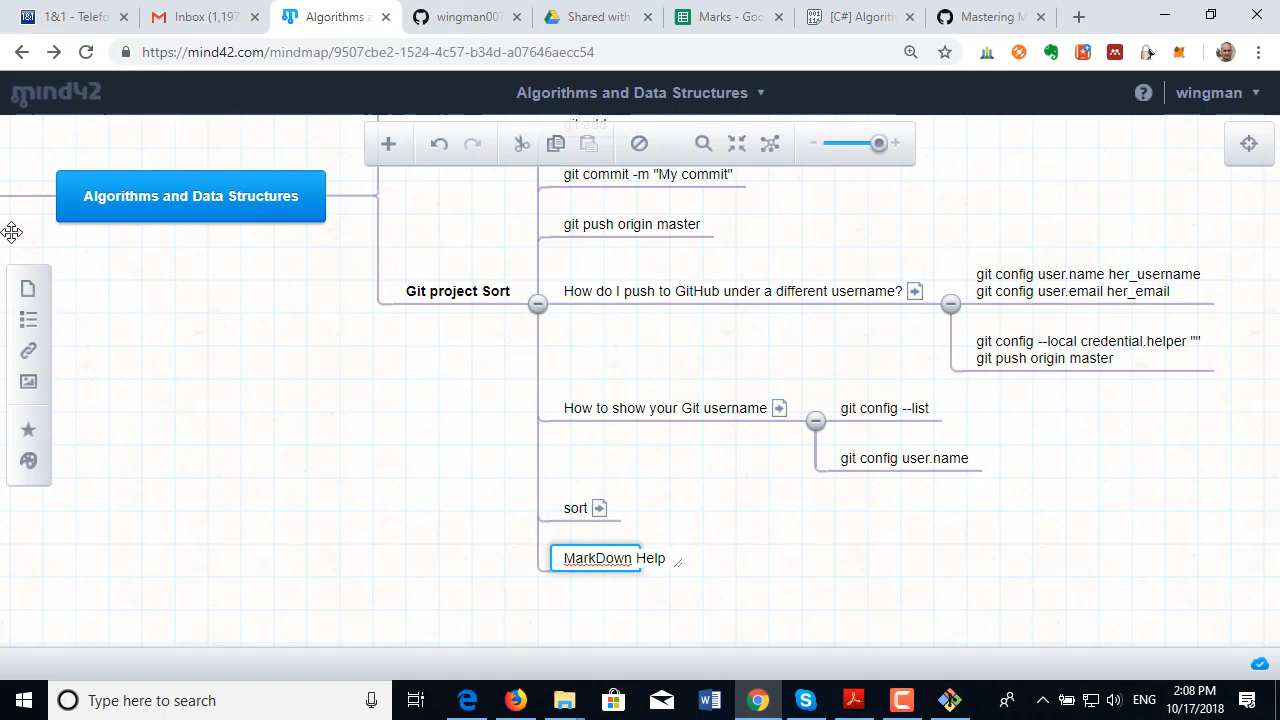 1&1 - Telefo
Inbox (1,197
Algorithms a
wingman007
Shared with
Marks - Goo
[C#] Algorith
Mastering M
https://mind42.com/mindmap/9507cbe2-1524-4c57-b34d-a07646aecc54
mind42
Algorithms and Data Structures
wingman
git add
git commit -m "My commit"
Algorithms and Data Structures
git push origin master
Git project Sort
How do I push to GitHub under a different username?
git config user.name her_username
git config user.email her_email
git config --local credential.helper ""
git push origin master
How to show your Git username
git config --list
git config user.name
sort
MarkDown Help
Type here to search
ENG
2:08 PM
10/17/2018